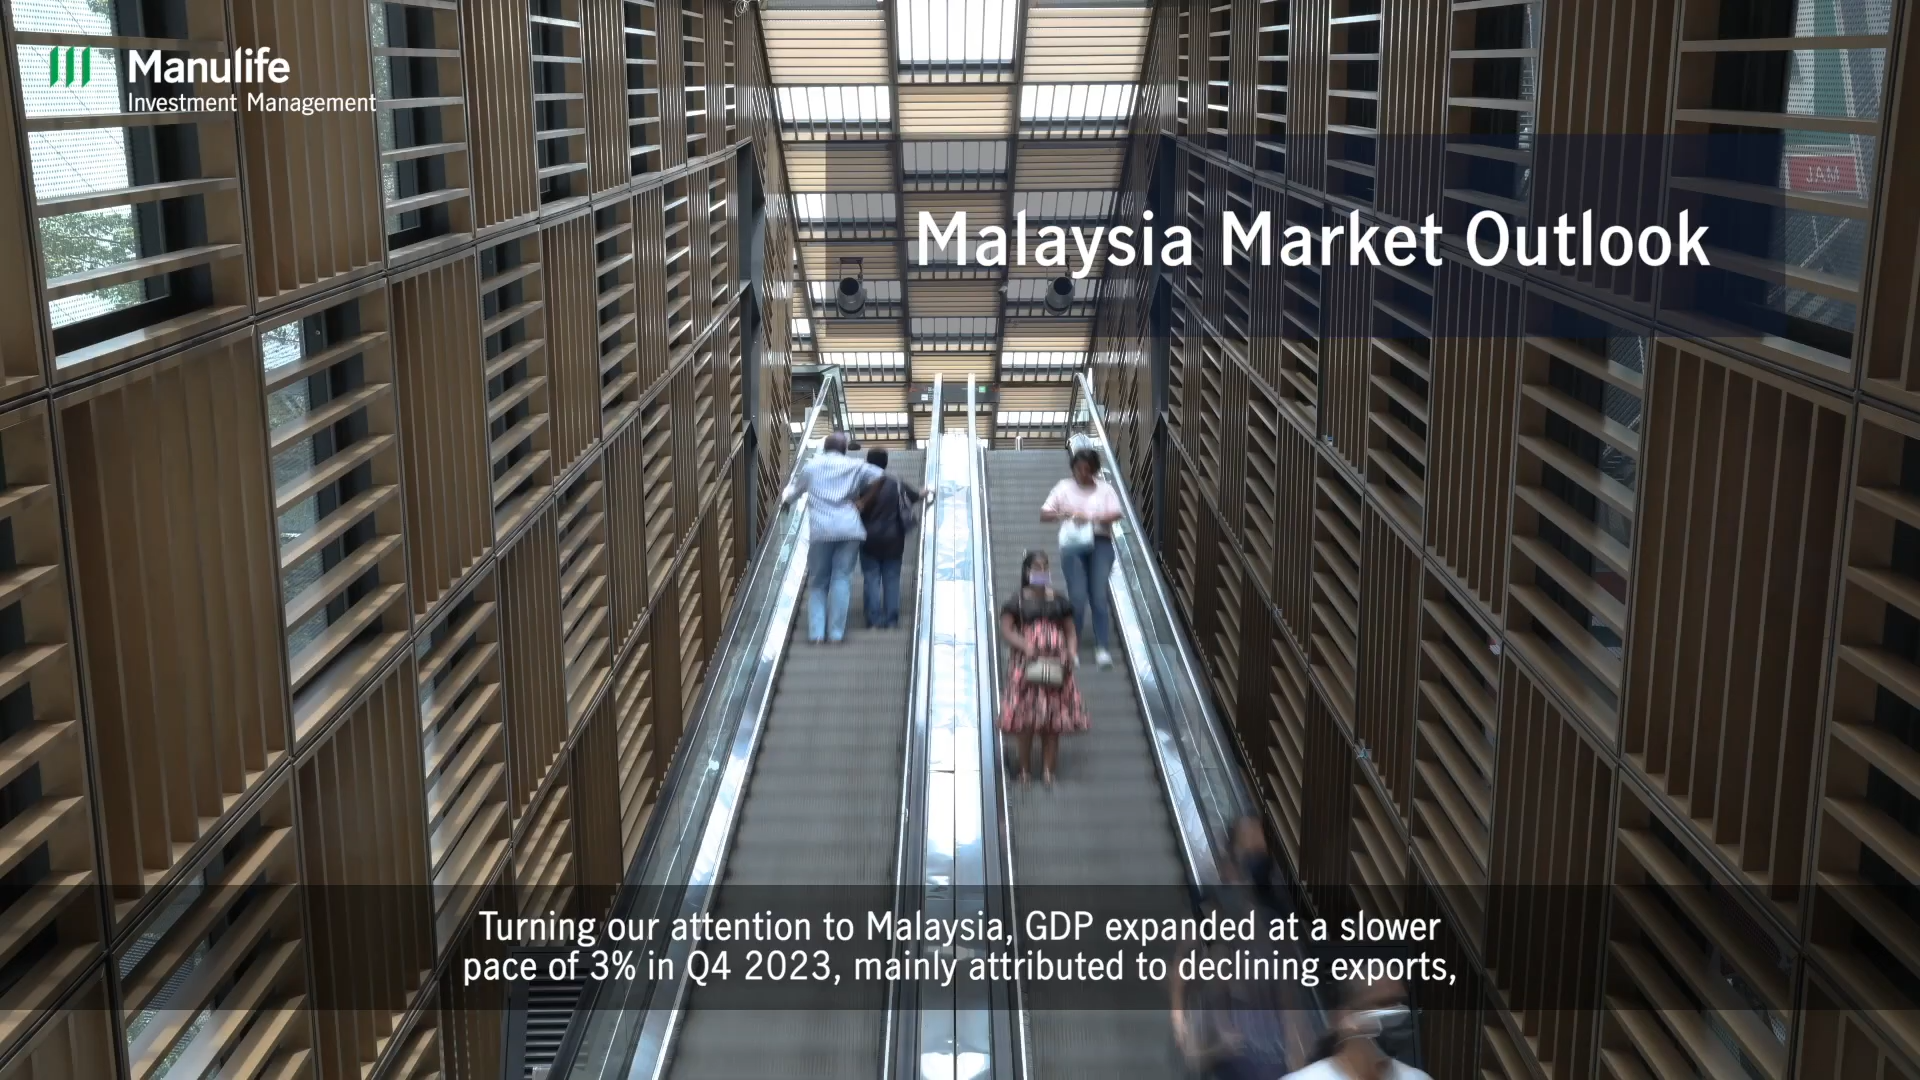 Manulife
Investment Management
Malaysia Market Outlook
Turning our attention to Malaysia, GDP expanded at a slower
pace of 3% in Q4 2023, mainly attributed to declining exports,